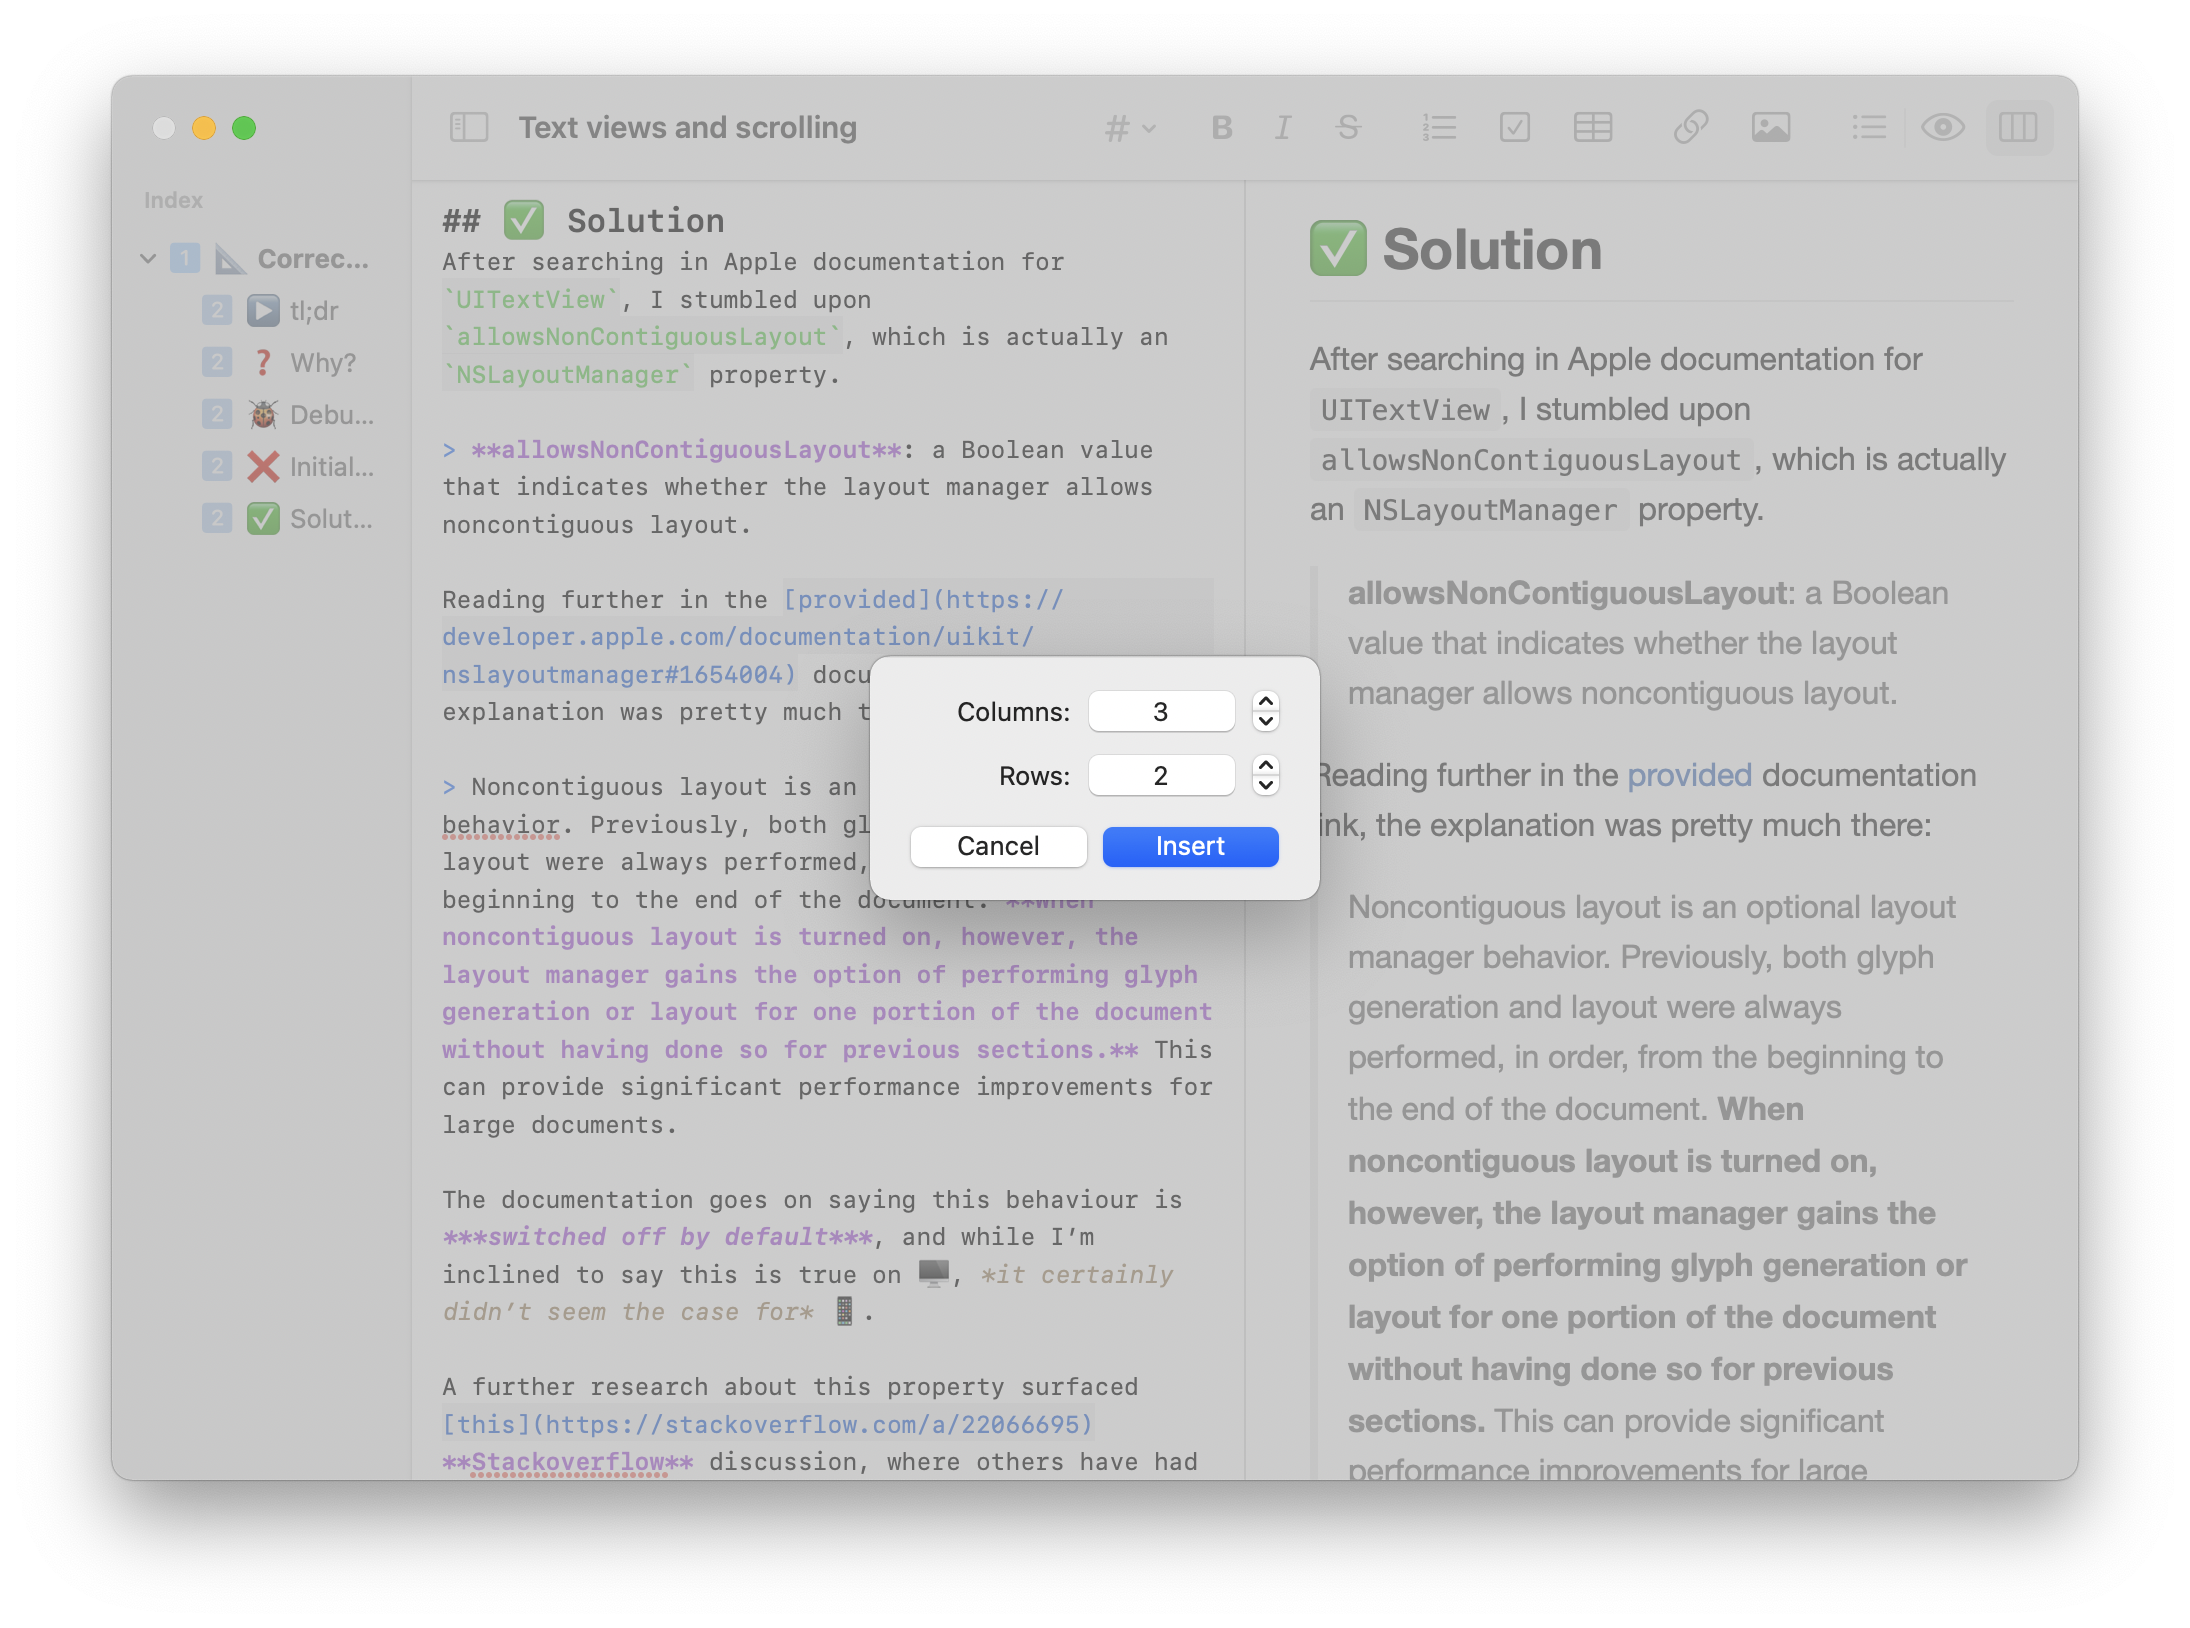 Text views and scrolling
#
B
I
S
Index
1 📐 Correc...
2 ▶️ tl;dr
2 ❓ Why?
2 🐞 Debu...
2 ❌ Initial...
2 ✅ Solut...
## ✅ Solution
After searching in Apple documentation for
`UITextView`, I stumbled upon
`allowsNonContiguousLayout`, which is actually an
`NSLayoutManager` property.
> **allowsNonContiguousLayout**: a Boolean value
that indicates whether the layout manager allows
noncontiguous layout.
Reading further in the [provided](https://
developer.apple.com/documentation/uikit/
nslayoutmanager#1654004) docu
explanation was pretty much t
> Noncontiguous layout is an
behavior. Previously, both gl
layout were always performed,
beginning to the end of the document. **When
noncontiguous layout is turned on, however, the
layout manager gains the option of performing glyph
generation or layout for one portion of the document
without having done so for previous sections.** This
can provide significant performance improvements for
large documents.
The documentation goes on saying this behaviour is
***switched off by default***, and while I’m
inclined to say this is true on 🖥️, *it certainly
didn’t seem the case for* 📱.
A further research about this property surfaced
[this](https://stackoverflow.com/a/22066695)
**Stackoverflow** discussion, where others have had
Columns: 3
Rows: 2
Cancel Insert
✅ Solution
After searching in Apple documentation for
UITextView, I stumbled upon
allowsNonContiguousLayout, which is actually
an NSLayoutManager property.
allowsNonContiguousLayout: a Boolean
value that indicates whether the layout
manager allows noncontiguous layout.
Reading further in the provided documentation
ink, the explanation was pretty much there:
Noncontiguous layout is an optional layout
manager behavior. Previously, both glyph
generation and layout were always
performed, in order, from the beginning to
the end of the document. When
noncontiguous layout is turned on,
however, the layout manager gains the
option of performing glyph generation or
layout for one portion of the document
without having done so for previous
sections. This can provide significant
performance improvements for large